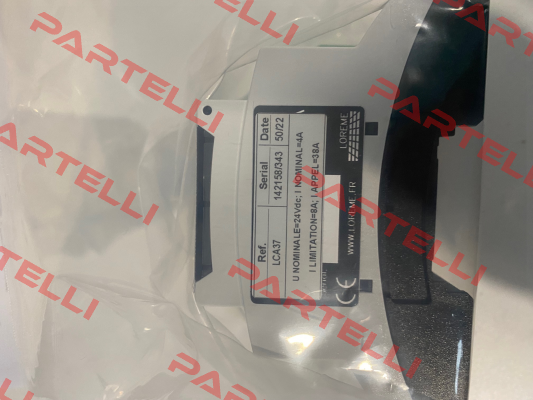 Ref. Serial Date
LCA37 142158/343 50/22
U NOMINALE=24Vdc; I NOMINAL=4A
I LIMITATION=8A; I APPEL=38A
CE WWW.LOREME.FR LOREME
PARTELLI
PARTELLI
PARTELLI
PARTELLI
PARTELLI
PARTELLI